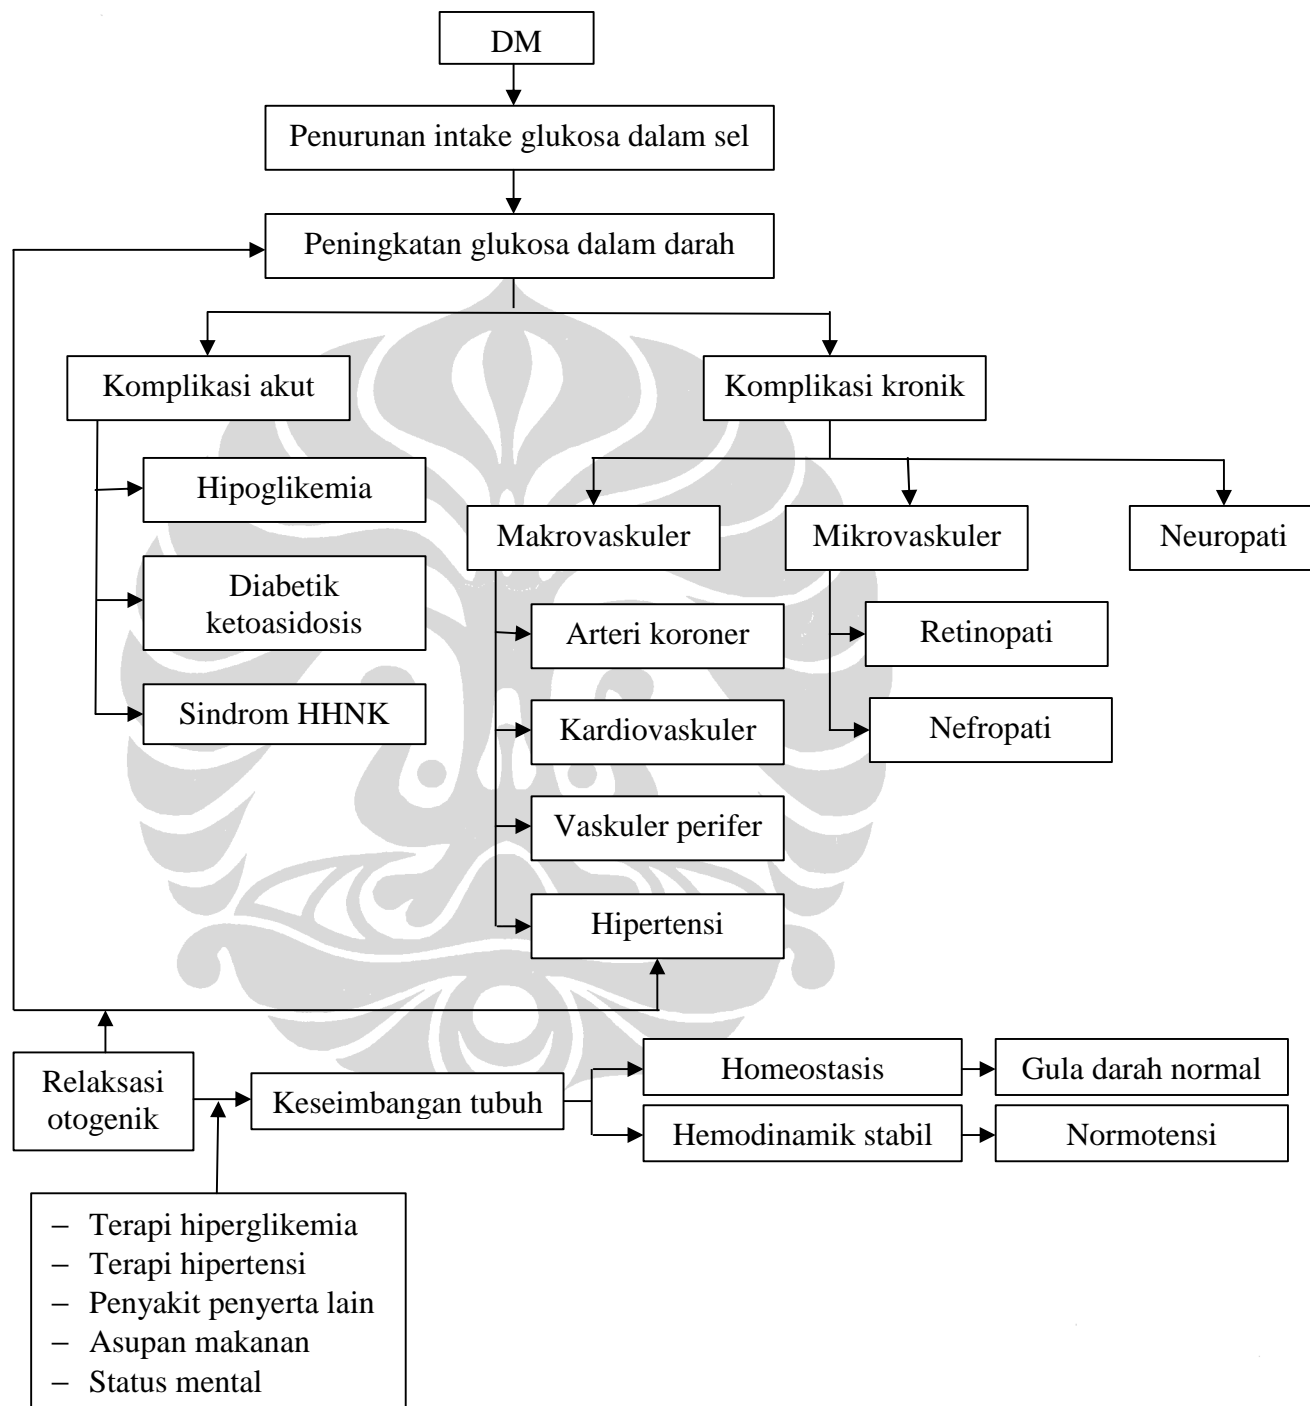 DM
Penurunan intake glukosa dalam sel
Peningkatan glukosa dalam darah
Komplikasi akut
Komplikasi kronik
Hipoglikemia
Diabetik
ketoasidosis
Sindrom HHNK
Makrovaskuler
Mikrovaskuler
Neuropati
Arteri koroner
Kardiovaskuler
Vaskuler perifer
Hipertensi
Retinopati
Nefropati
Relaksasi
otogenik
Keseimbangan tubuh
Homeostasis
Gula darah normal
Hemodinamik stabil
Normotensi
– Terapi hiperglikemia
– Terapi hipertensi
– Penyakit penyerta lain
– Asupan makanan
– Status mental